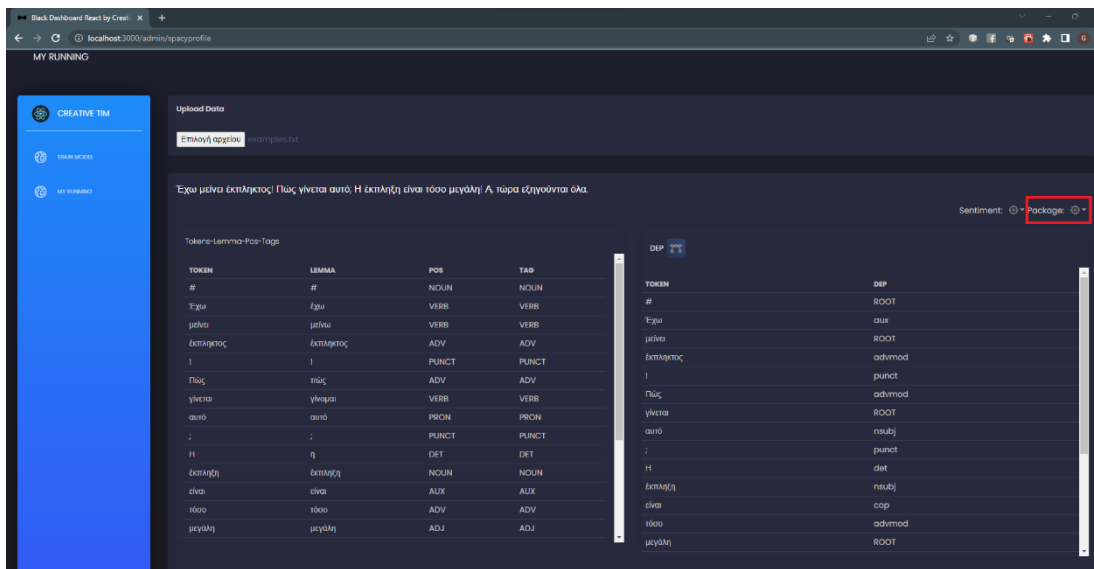 Black Dashboard React by Creati
localhost:3000/admin/spacyprofile
MY RUNNING
CREATIVE TIM
TRAIN MODEL
MY RUNNING
Upload Data
Επιλογή αρχείου examples.txt
Έχω μείνει έκπληκτος! Πώς γίνεται αυτό; Η έκπληξη είναι τόσο μεγάλη! Α, τώρα εξηγούνται όλα.
Sentiment: Package:
Tokens-Lemma-Pos-Tags
TOKEN LEMMA POS TAG
# # NOUN NOUN
Έχω έχω VERB VERB
μείνει μείνω VERB VERB
έκπληκτος έκπληκτος ADV ADV
! ! PUNCT PUNCT
Πώς πώς ADV ADV
γίνεται γίνομαι VERB VERB
αυτό αυτό PRON PRON
; ; PUNCT PUNCT
Η η DET DET
έκπληξη έκπληξη NOUN NOUN
είναι είναι AUX AUX
τόσο τόσο ADV ADV
μεγάλη μεγάλη ADJ ADJ
DEP
TOKEN DEP
# ROOT
Έχω aux
μείνει ROOT
έκπληκτος advmod
! punct
Πώς advmod
γίνεται ROOT
αυτό nsubj
; punct
Η det
έκπληξη nsubj
είναι cop
τόσο advmod
μεγάλη ROOT